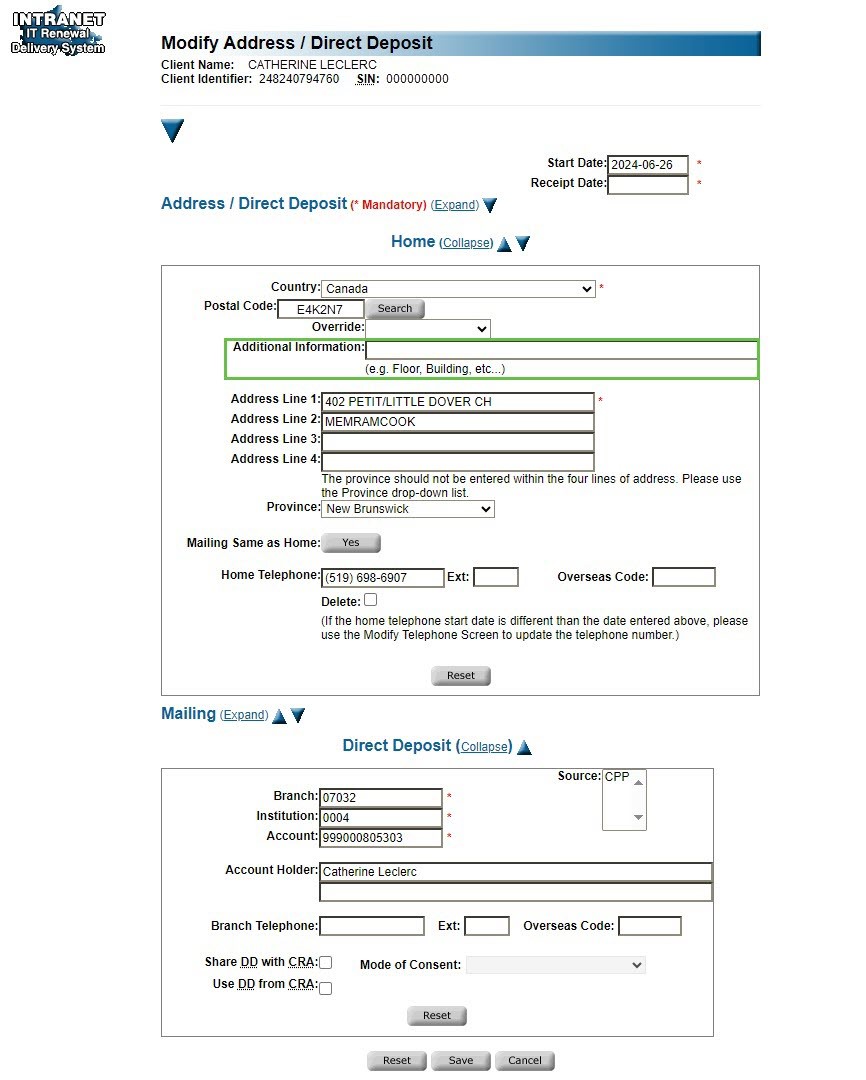 INTRANET
IT Renewal
Delivery System
Modify Address / Direct Deposit
Client Name: CATHERINE LECLERC
Client Identifier: 248240794760 SIN: 000000000
Start Date: 2024-06-26 *
Receipt Date: *
Address / Direct Deposit (* Mandatory) (Expand)
Home (Collapse)
Country: Canada *
Postal Code: E4K2N7 Search
Override:
Additional Information:
(e.g. Floor, Building, etc...)
Address Line 1: 402 PETIT/LITTLE DOVER CH *
Address Line 2: MEMRAMCOOK
Address Line 3:
Address Line 4:
The province should not be entered within the four lines of address. Please use
the Province drop-down list.
Province: New Brunswick
Mailing Same as Home: Yes
Home Telephone: (519) 698-6907 Ext: Overseas Code:
Delete:
(If the home telephone start date is different than the date entered above, please
use the Modify Telephone Screen to update the telephone number.)
Reset
Mailing (Expand)
Direct Deposit (Collapse)
Source: CPP
Branch: 07032 *
Institution: 0004 *
Account: 999000805303 *
Account Holder: Catherine Leclerc
Branch Telephone: Ext: Overseas Code:
Share DD with CRA: Mode of Consent:
Use DD from CRA:
Reset
Reset Save Cancel